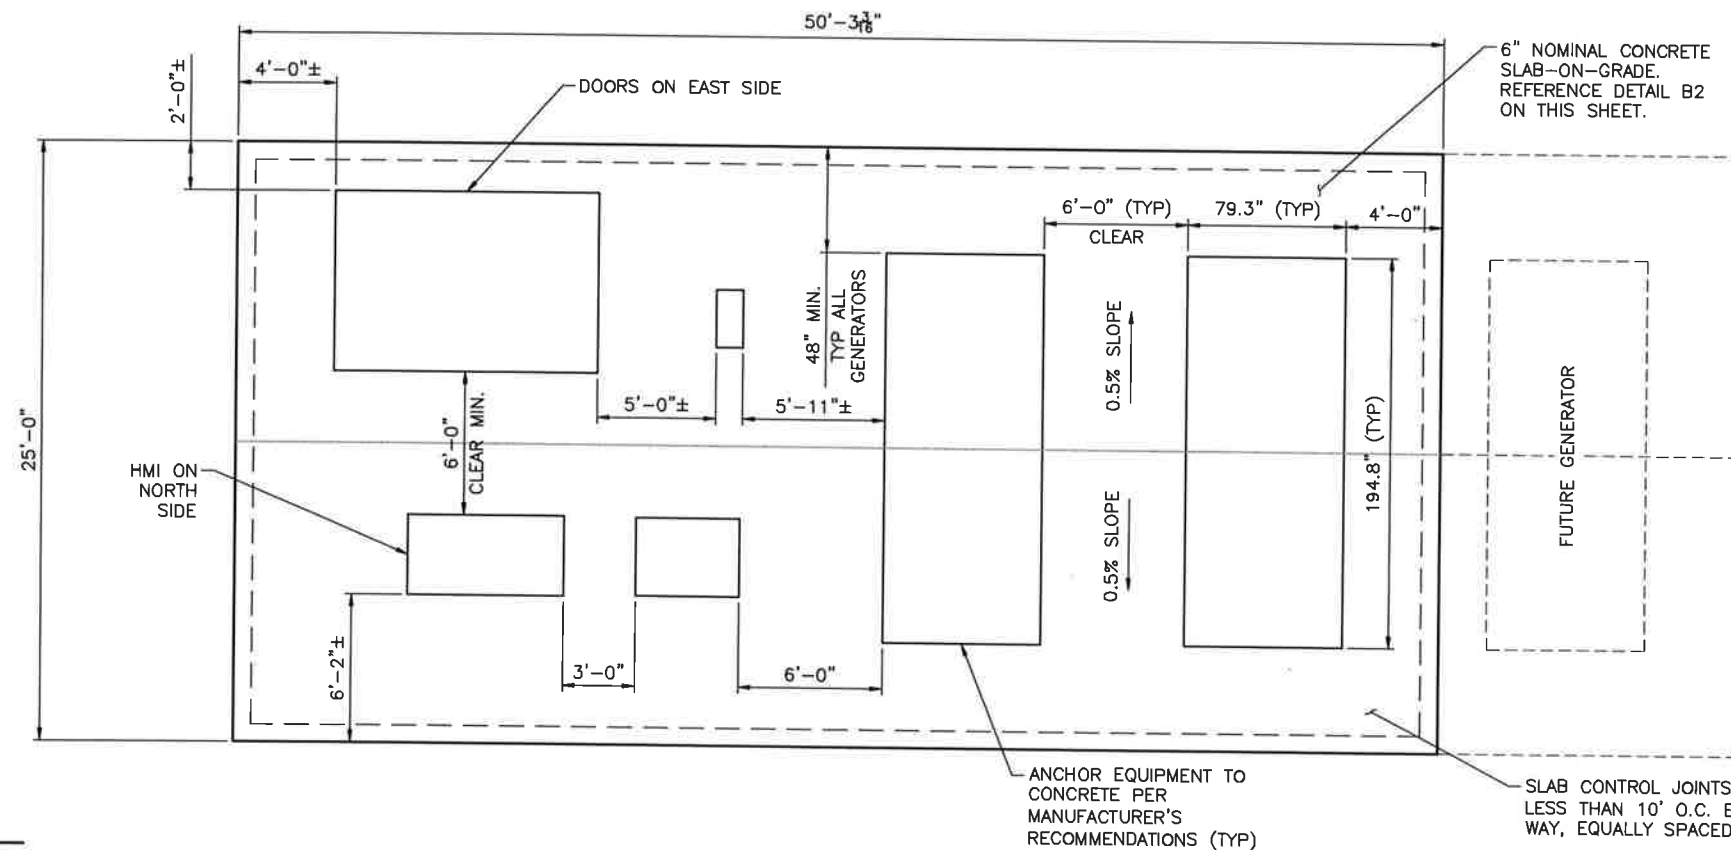 50'-3 3/16"
6" NOMINAL CONCRETE
SLAB-ON-GRADE.
REFERENCE DETAIL B2
ON THIS SHEET.
4'-0"±
2'-0"±
DOORS ON EAST SIDE
6'-0" (TYP)
CLEAR
79.3" (TYP)
4'-0"
48" MIN.
TYP ALL
GENERATORS
0.5% SLOPE
5'-0"±
5'-11"±
6'-0"
CLEAR MIN.
25'-0"
194.8" (TYP)
FUTURE GENERATOR
HMI ON
NORTH
SIDE
0.5% SLOPE
6'-2"±
3'-0"
6'-0"
ANCHOR EQUIPMENT TO
CONCRETE PER
MANUFACTURER'S
RECOMMENDATIONS (TYP)
SLAB CONTROL JOINTS
LESS THAN 10' O.C. E
WAY, EQUALLY SPACED